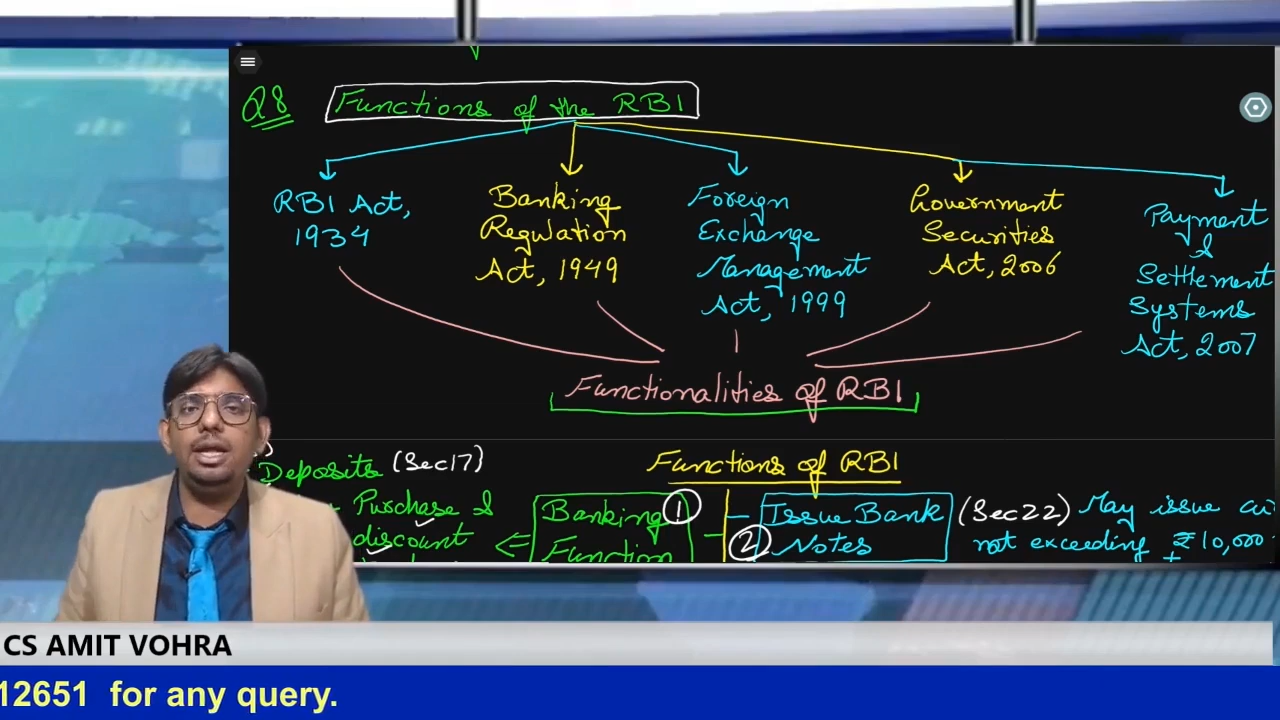 Q8 Functions of the RBI
RBI Act,
1934
Banking
Regulation
Act, 1949
Foreign
Exchange
Management
Act, 1999
Government
Securities
Act, 2006
Payment
&
Settlement
Systems
Act, 2007
Functionalities of RBI
Deposits (Sec17)
Purchase &
discount
Functions of RBI
Banking 1
Function
Issue Bank
2 Notes
(Sec22) May issue
not exceeding ₹10,000
CS AMIT VOHRA
12651 for any query.